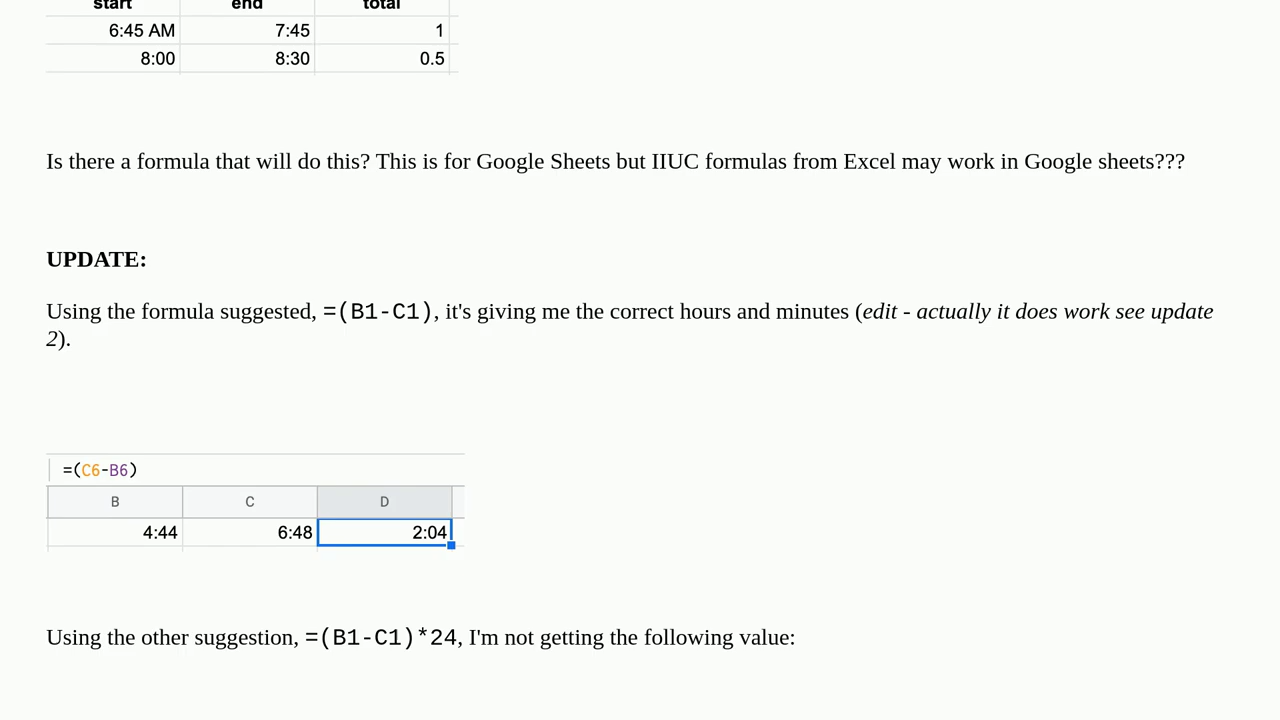 start end total
6:45 AM 7:45 1
8:00 8:30 0.5
Is there a formula that will do this? This is for Google Sheets but IIUC formulas from Excel may work in Google sheets???
UPDATE:
Using the formula suggested, =(B1-C1), it's giving me the correct hours and minutes (edit - actually it does work see update
2).
=(C6-B6)
B C D
4:44 6:48 2:04
Using the other suggestion, =(B1-C1)*24, I'm not getting the following value: